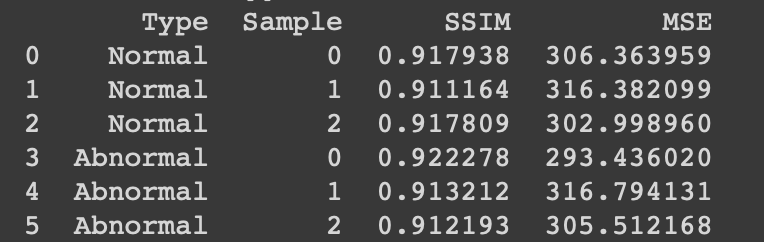 Type Sample SSIM MSE
0 Normal 0 0.917938 306.363959
1 Normal 1 0.911164 316.382099
2 Normal 2 0.917809 302.998960
3 Abnormal 0 0.922278 293.436020
4 Abnormal 1 0.913212 316.794131
5 Abnormal 2 0.912193 305.512168